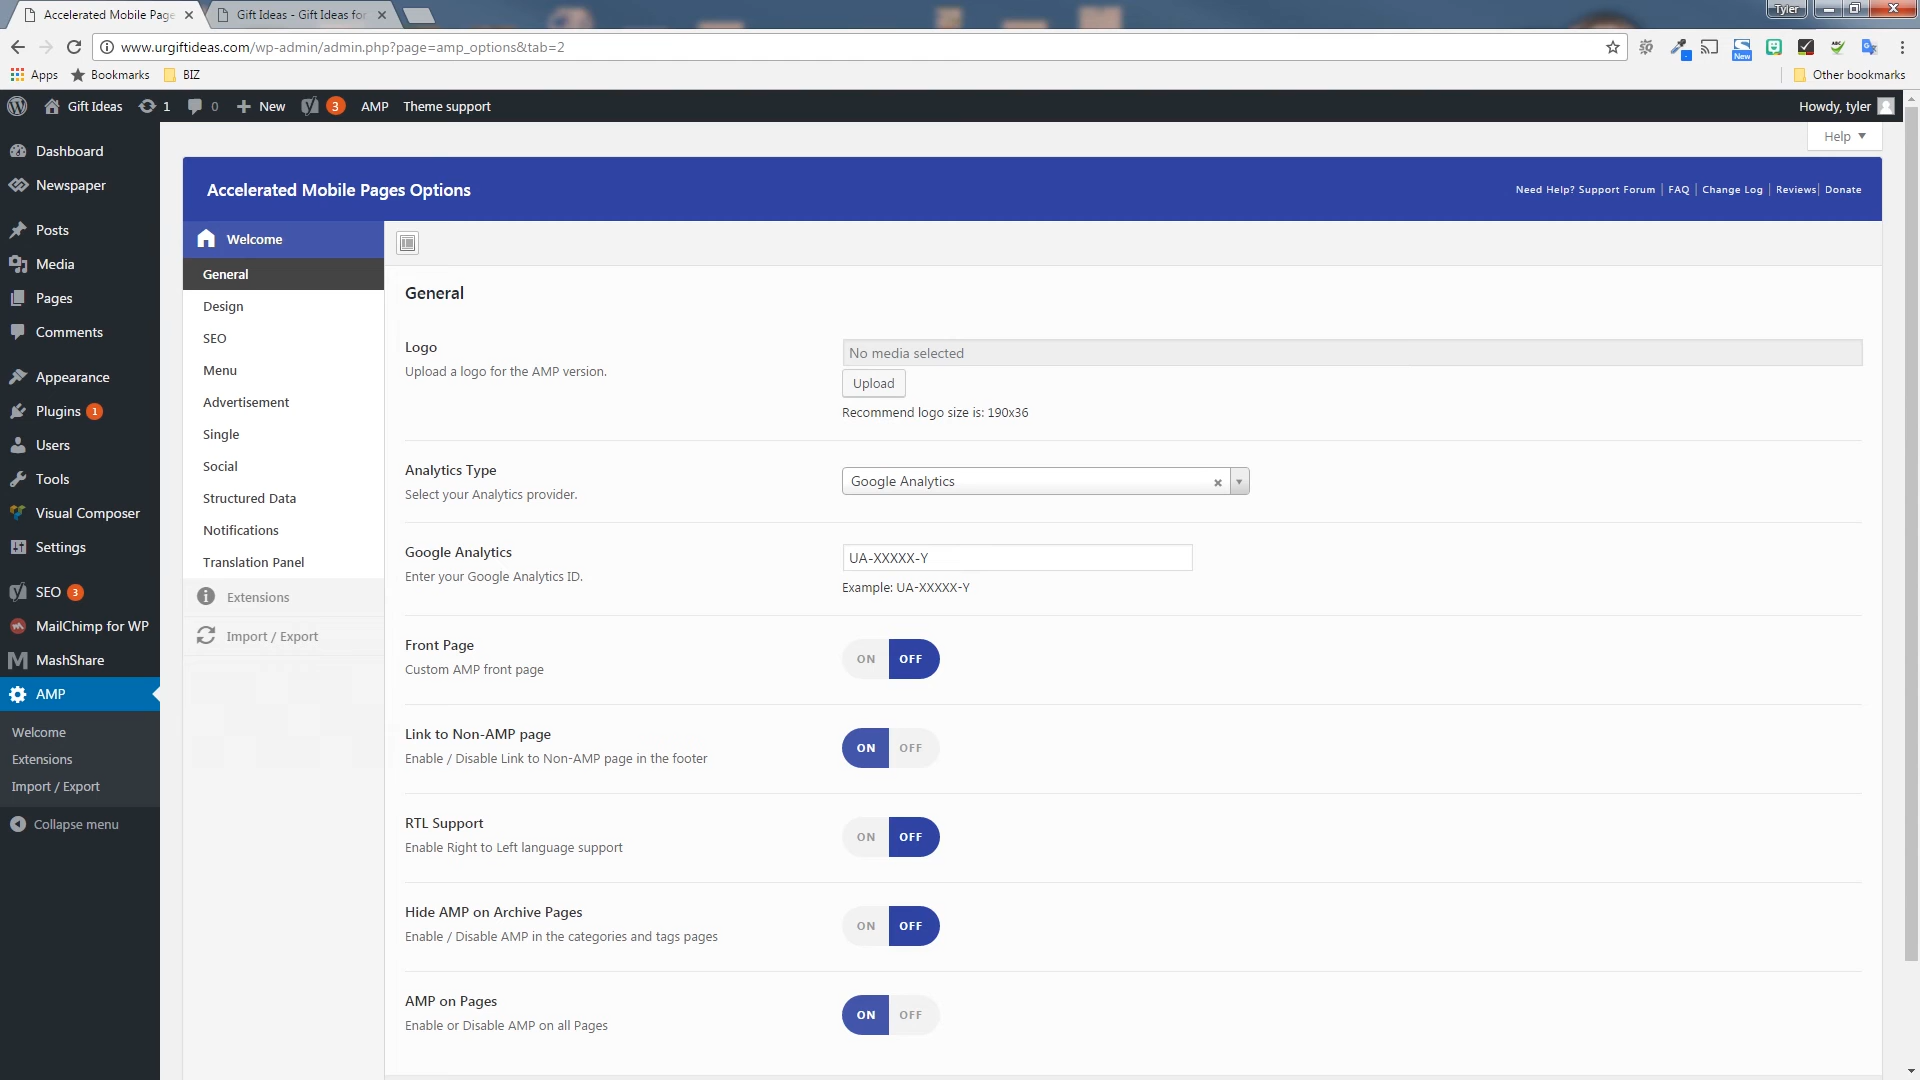 Accelerated Mobile Page
Gift Ideas - Gift Ideas for
Tyler
www.urgiftideas.com/wp-admin/admin.php?page=amp_options&tab=2
New
Apps
Bookmarks
BIZ
Other bookmarks
Gift Ideas
1
0
New
3
AMP
Theme support
Howdy, tyler
Help
Dashboard
Newspaper
Posts
Media
Pages
Comments
Appearance
Plugins 1
Users
Tools
Visual Composer
Settings
SEO 3
MailChimp for WP
MashShare
AMP
Welcome
Extensions
Import / Export
Collapse menu
Accelerated Mobile Pages Options
Need Help? Support Forum | FAQ | Change Log | Reviews | Donate
Welcome
General
Design
SEO
Menu
Advertisement
Single
Social
Structured Data
Notifications
Translation Panel
Extensions
Import / Export
General
Logo
Upload a logo for the AMP version.
No media selected
Upload
Recommend logo size is: 190x36
Analytics Type
Select your Analytics provider.
Google Analytics
Google Analytics
Enter your Google Analytics ID.
UA-XXXXX-Y
Example: UA-XXXXX-Y
Front Page
Custom AMP front page
ON OFF
Link to Non-AMP page
Enable / Disable Link to Non-AMP page in the footer
ON OFF
RTL Support
Enable Right to Left language support
ON OFF
Hide AMP on Archive Pages
Enable / Disable AMP in the categories and tags pages
ON OFF
AMP on Pages
Enable or Disable AMP on all Pages
ON OFF